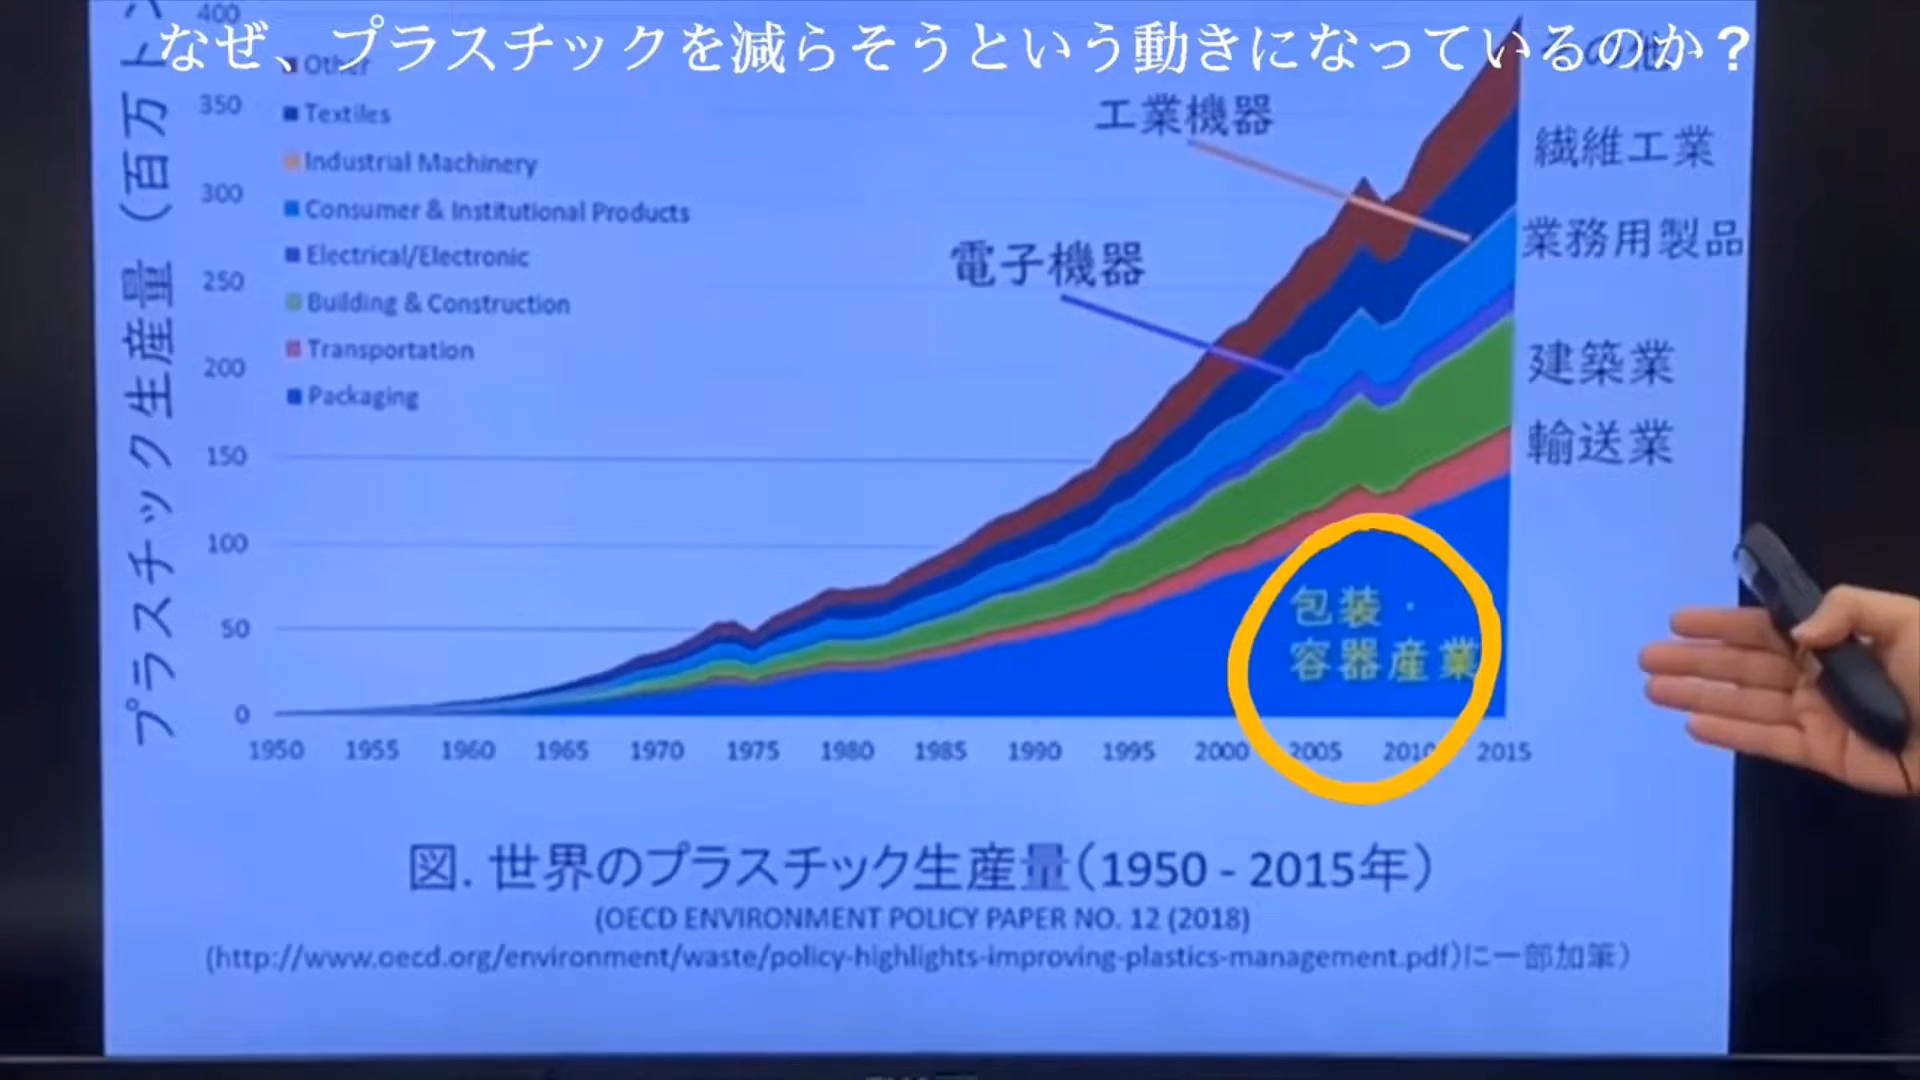 なぜ、プラスチックを減らそうという動きになっているのか？
プラスチック生産量（百万トン
400
350
300
250
200
150
100
50
0
Other
Textiles
Industrial Machinery
Consumer & Institutional Products
Electrical/Electronic
Building & Construction
Transportation
Packaging
工業機器
電子機器
その他
繊維工業
業務用製品
建築業
輸送業
包装・
容器産業
1950 1955 1960 1965 1970 1975 1980 1985 1990 1995 2000 2005 2010 2015
図. 世界のプラスチック生産量（1950 - 2015年）
(OECD ENVIRONMENT POLICY PAPER NO. 12 (2018)
(http://www.oecd.org/environment/waste/policy-highlights-improving-plastics-management.pdf)に一部加筆）